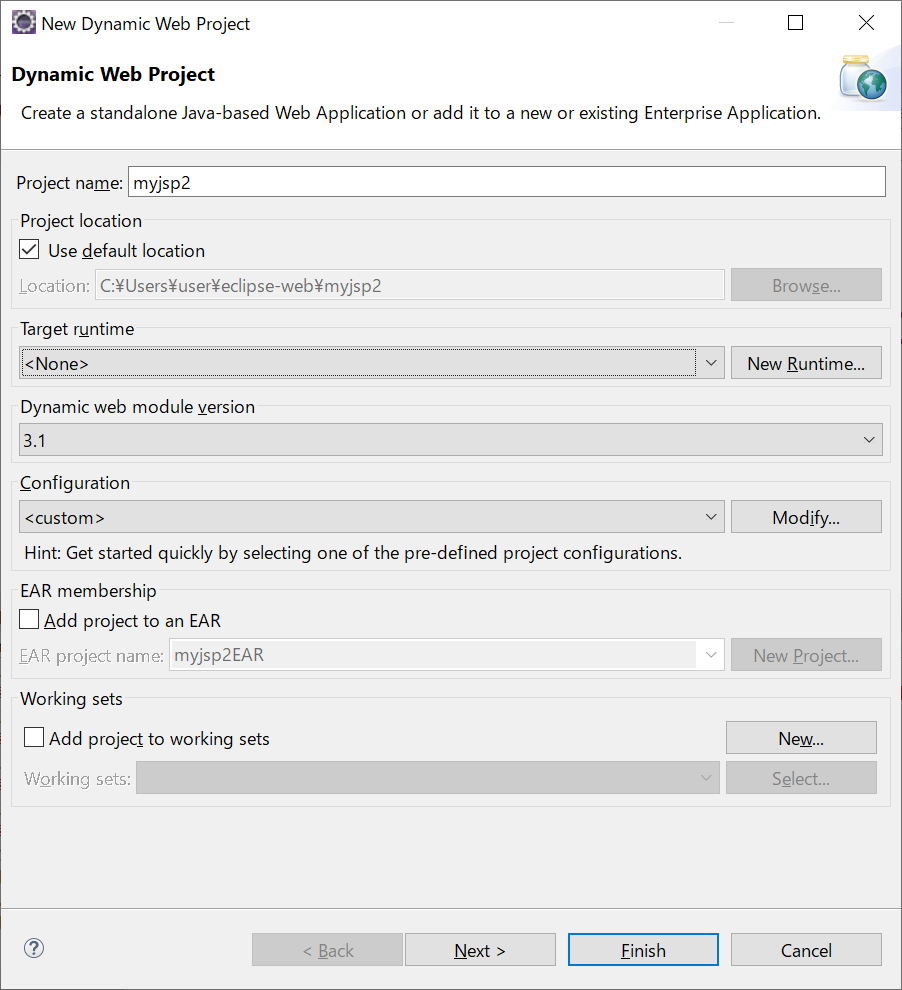 New Dynamic Web Project
Dynamic Web Project
Create a standalone Java-based Web Application or add it to a new or existing Enterprise Application.
Project name: myjsp2
Project location
Use default location
Location: C:¥Users¥user¥eclipse-web¥myjsp2 Browse...
Target runtime
<None> New Runtime...
Dynamic web module version
3.1
Configuration
<custom> Modify...
Hint: Get started quickly by selecting one of the pre-defined project configurations.
EAR membership
Add project to an EAR
EAR project name: myjsp2EAR New Project...
Working sets
Add project to working sets New...
Working sets: Select...
? < Back Next > Finish Cancel